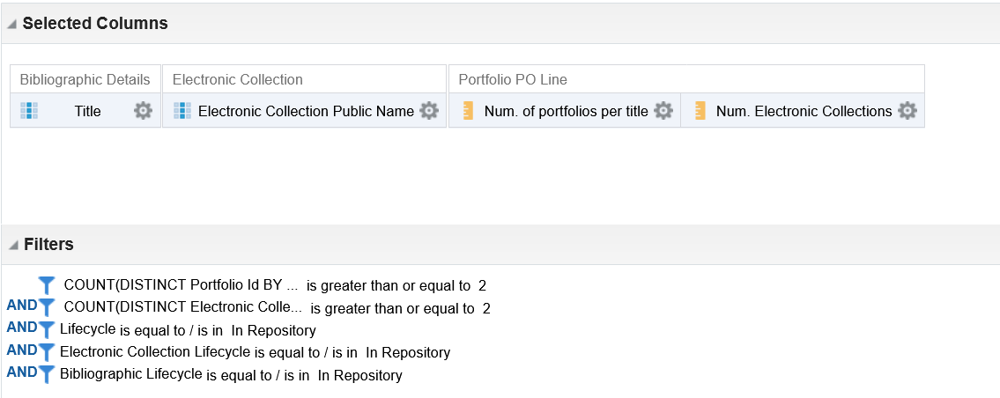 Selected Columns
Bibliographic Details Electronic Collection Portfolio PO Line
Title Electronic Collection Public Name Num. of portfolios per title Num. Electronic Collections
Filters
COUNT(DISTINCT Portfolio Id BY ... is greater than or equal to 2
AND COUNT(DISTINCT Electronic Colle... is greater than or equal to 2
AND Lifecycle is equal to / is in In Repository
AND Electronic Collection Lifecycle is equal to / is in In Repository
AND Bibliographic Lifecycle is equal to / is in In Repository